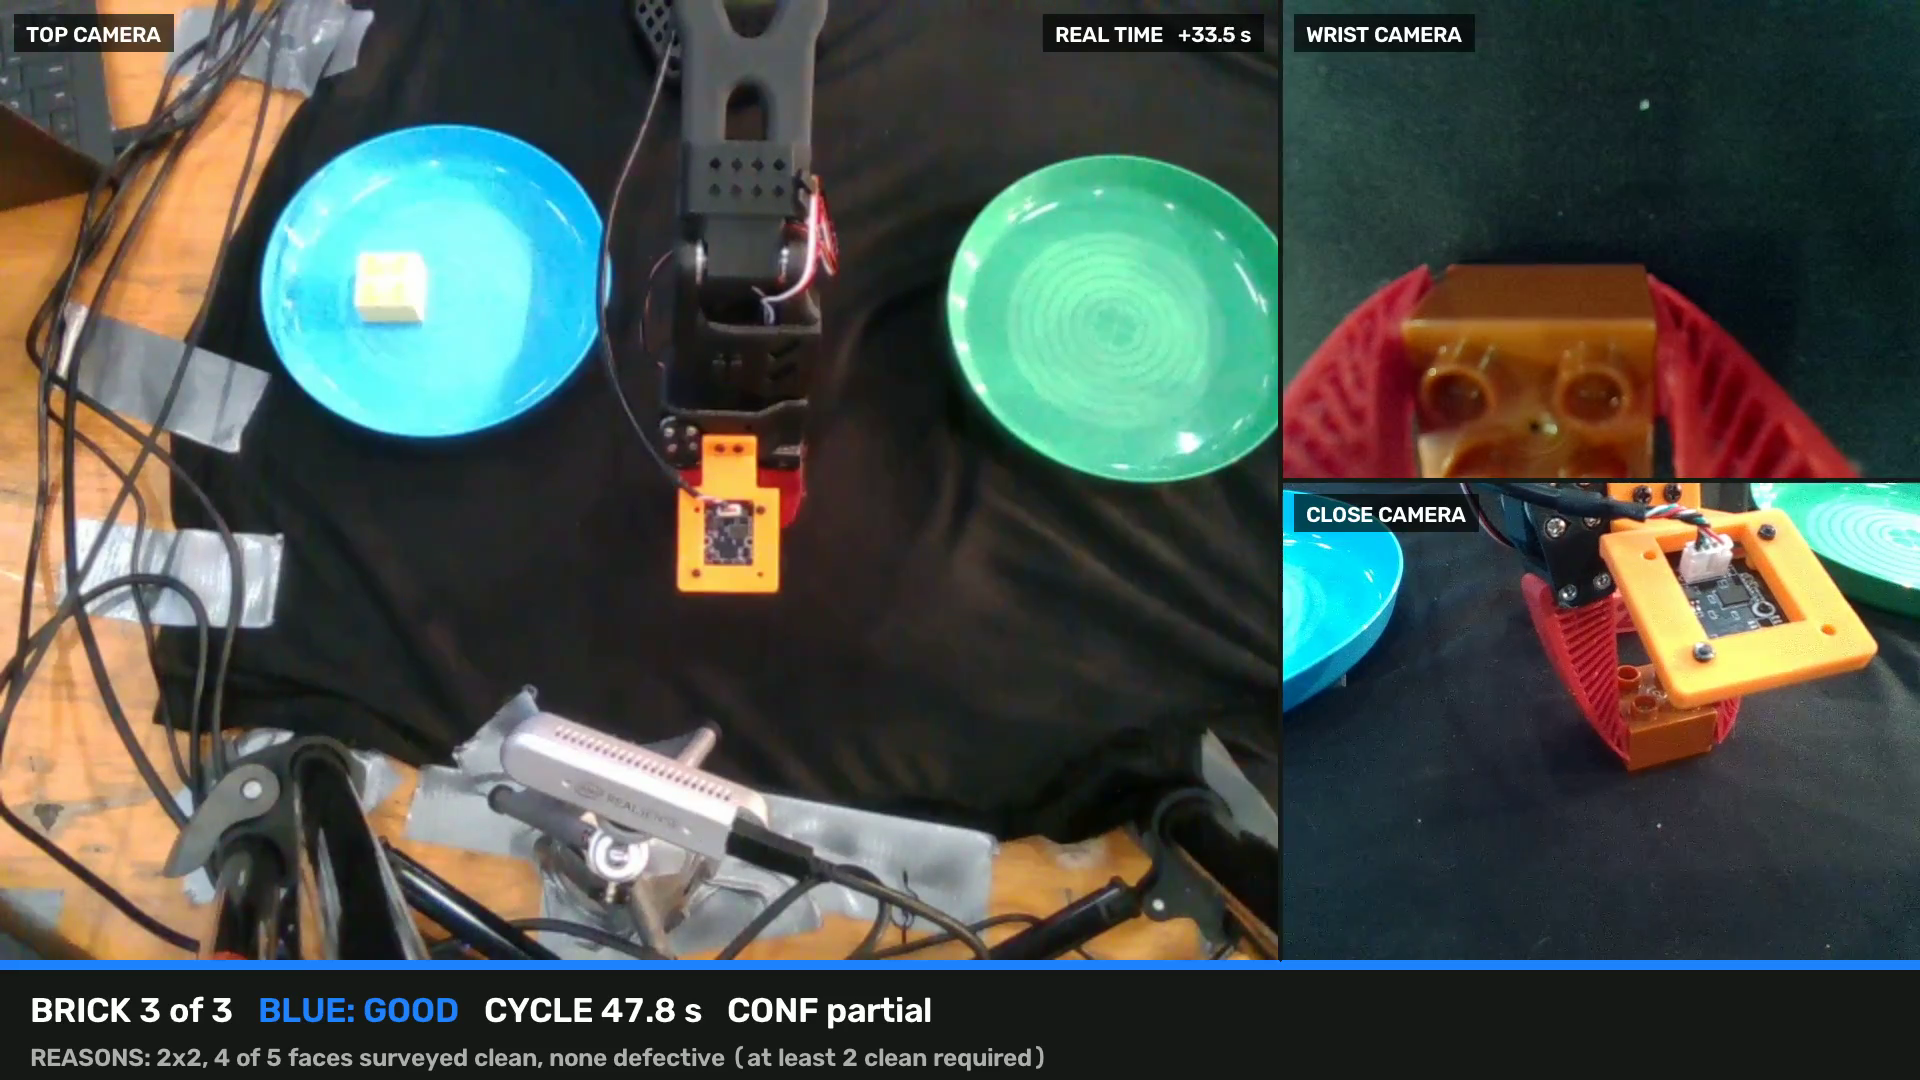 TOP CAMERA
REAL TIME +33.5 s
WRIST CAMERA
CLOSE CAMERA
REALSENSE
BRICK 3 of 3 BLUE: GOOD CYCLE 47.8 s CONF partial
REASONS: 2x2, 4 of 5 faces surveyed clean, none defective (at least 2 clean required)